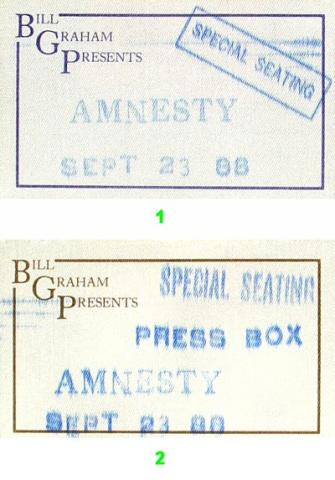 BILL
GRAHAM
PRESENTS
SPECIAL SEATING
AMNESTY
SEPT 23 88
1
BILL
GRAHAM
PRESENTS
SPECIAL SEATING
PRESS BOX
AMNESTY
SEPT 23 88
2